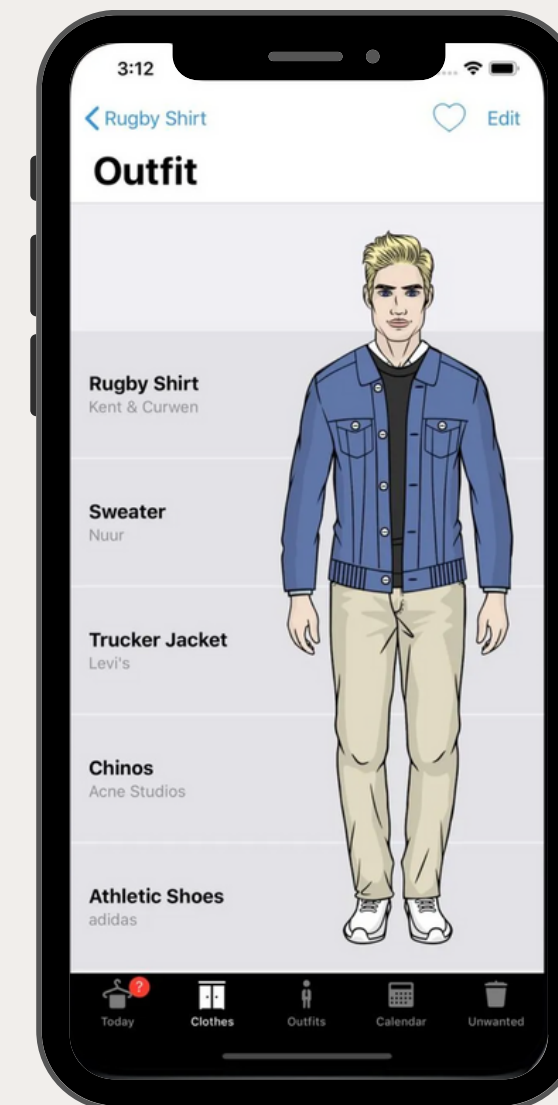 3:12
Rugby Shirt
Edit
Outfit
Rugby Shirt
Kent & Curwen
Sweater
Nuur
Trucker Jacket
Levi's
Chinos
Acne Studios
Athletic Shoes
adidas
?
Today
Clothes
Outfits
Calendar
Unwanted